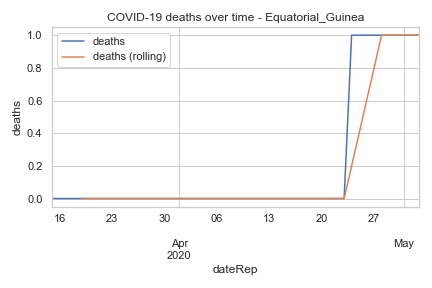 COVID-19 deaths over time - Equatorial_Guinea
deaths
deaths (rolling)
1.0
0.8
0.6
0.4
0.2
0.0
deaths
16 23 30 06 13 20 27
Apr May
2020
dateRep